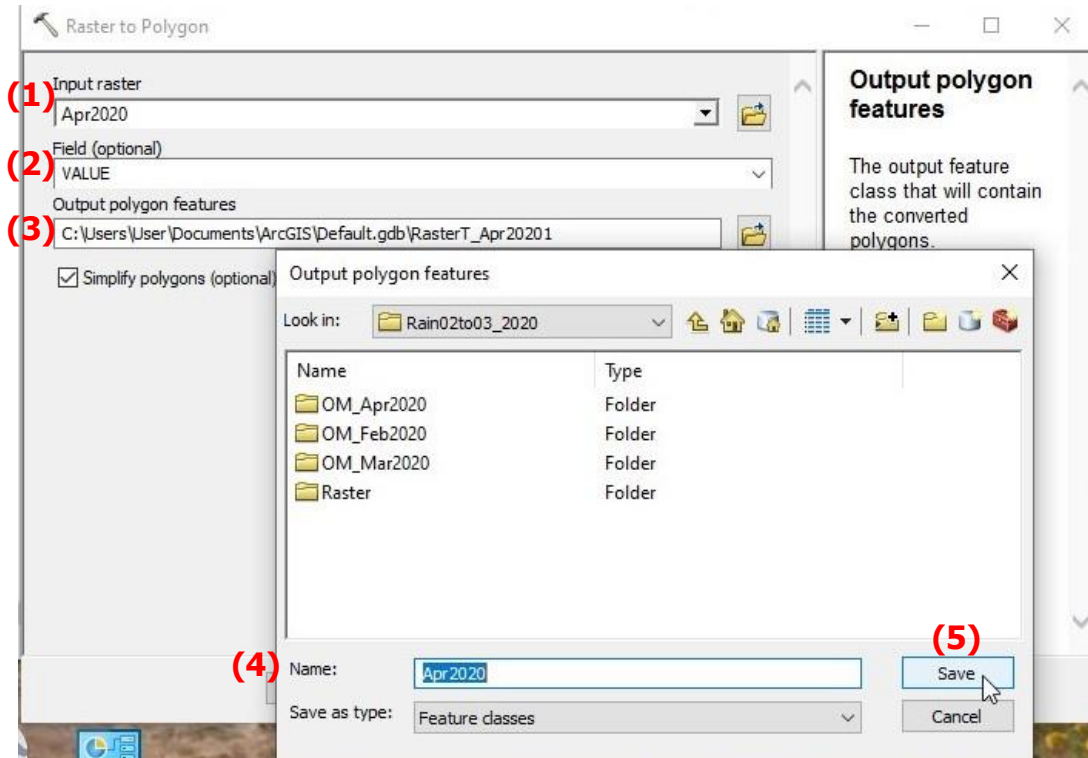 Raster to Polygon
(1)
Input raster
Apr2020
(2)
Field (optional)
VALUE
(3)
Output polygon features
C:\Users\User\Documents\ArcGIS\Default.gdb\RasterT_Apr20201
Simplify polygons (optional)
Output polygon
features
The output feature
class that will contain
the converted
polygons.
Output polygon features
Look in: Rain02to03_2020
Name Type
OM_Apr2020 Folder
OM_Feb2020 Folder
OM_Mar2020 Folder
Raster Folder
(4)
Name: Apr2020
(5)
Save
Save as type: Feature classes
Cancel